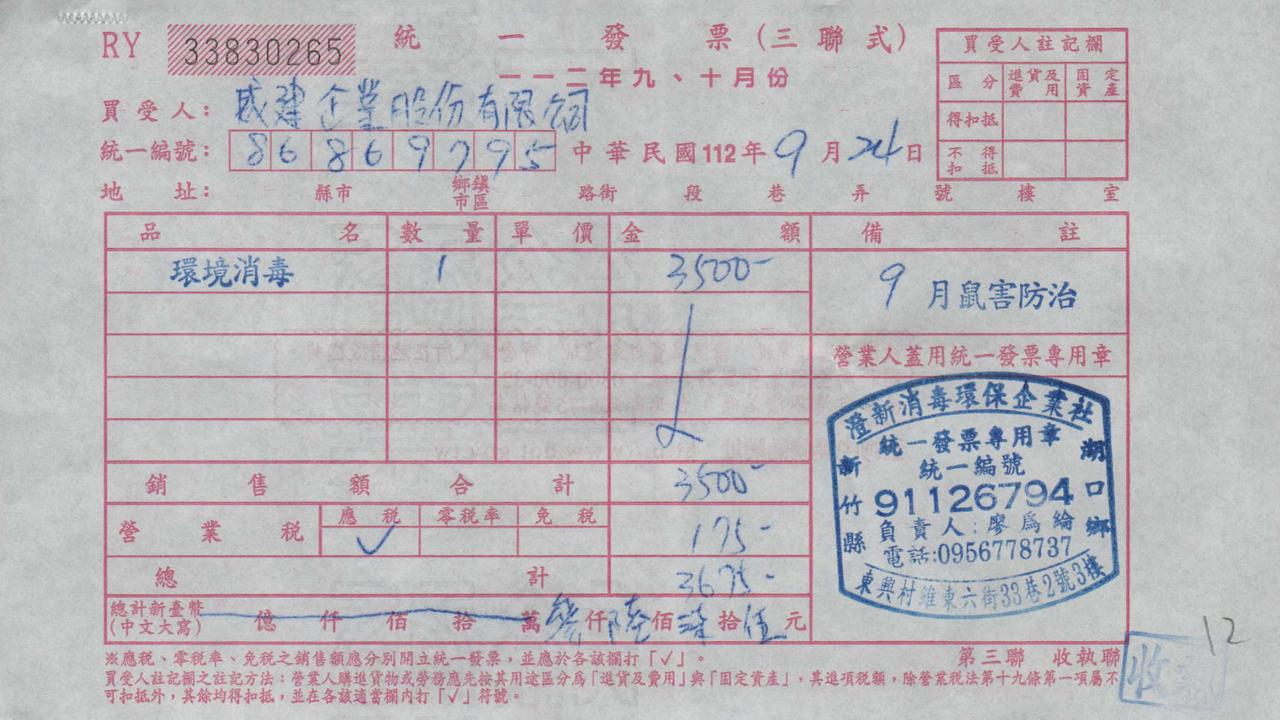 RY 33830265 統一發票(三聯式)
一一二年九、十月份
買受人註記欄
區分 進貨及費用 固定資產
得扣抵
不得扣抵
買受人: 成建企業股份有限公司
統一編號: 86869795 中華民國112年9月24日
地址: 縣市 鄉鎮市區 路街 段 巷 弄 號 樓 室
品名 數量 單價 金額 備註
環境消毒 1 3500-
9月鼠害防治
營業人蓋用統一發票專用章
澄新消毒環保企業社
統一發票專用章
統一編號
91126794
負責人:廖為綸
電話:0956778737
新竹縣
湖口鄉
東興村維東六街33巷2號3樓
銷售額合計 3500-
營業稅 應稅 ✓ 零稅率 免稅 175-
總計 3675-
總計新臺幣(中文大寫) 億仟佰拾萬參仟陸佰柒拾伍元
※應稅、零稅率、免稅之銷售額應分別開立統一發票,並應於各該欄打「✓」。
第三聯 收執聯
買受人註記欄之註記方法:營業人購進貨物或勞務應先按其用途區分為「進貨及費用」與「固定資產」,其進項稅額,除營業稅法第十九條第一項屬不
可扣抵外,其餘均得扣抵,並在各該適當欄內打「✓」符號。
12
收